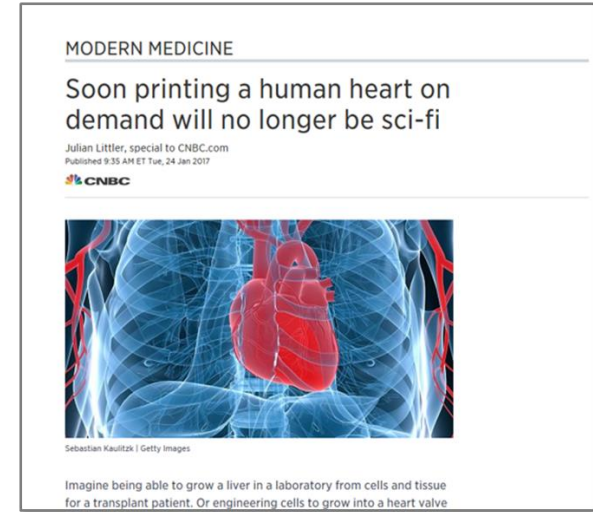 MODERN MEDICINE
Soon printing a human heart on
demand will no longer be sci-fi
Julian Littler, special to CNBC.com
Published 9:35 AM ET Tue, 24 Jan 2017
CNBC
Sebastian Kaulitzk | Getty Images
Imagine being able to grow a liver in a laboratory from cells and tissue
for a transplant patient. Or engineering cells to grow into a heart valve